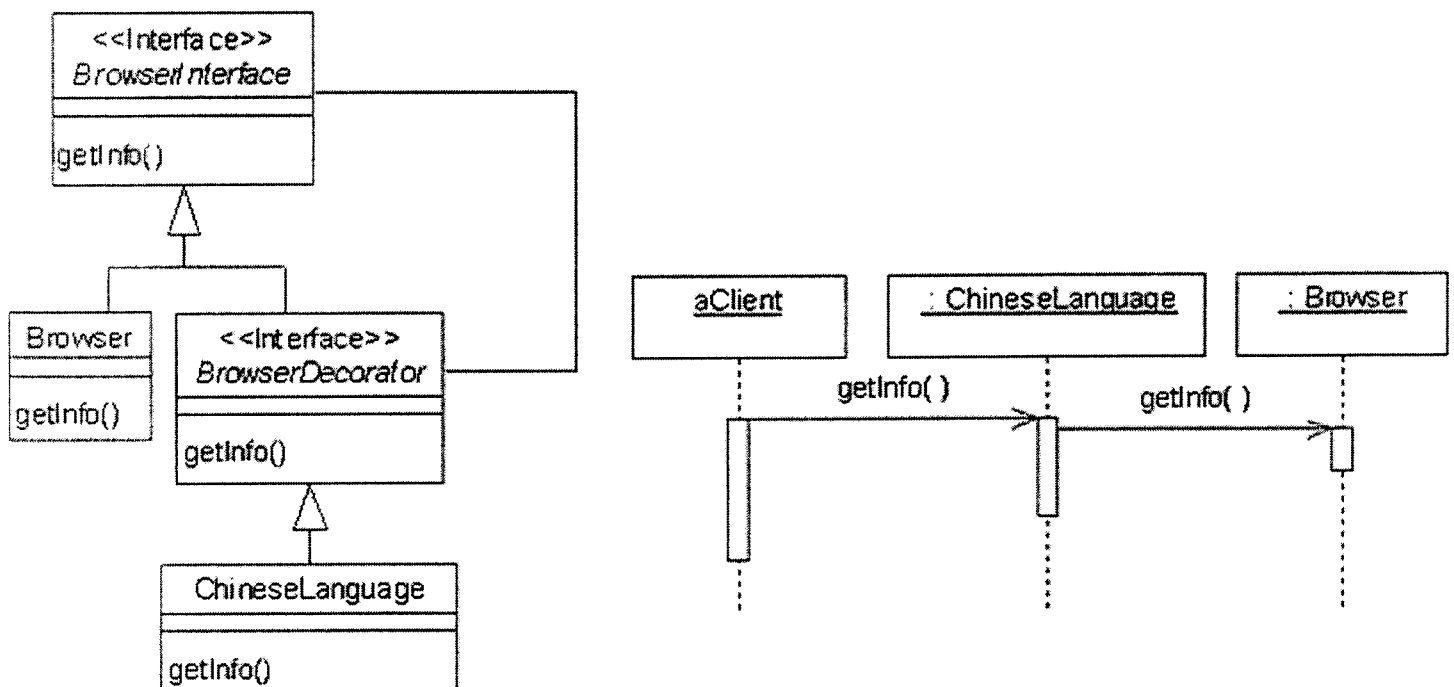 <<Interface>>
BrowserInterface
getInfo()
Browser
getInfo()
<<Interface>>
BrowserDecorator
getInfo()
ChineseLanguage
getInfo()
aClient
: ChineseLanguage
: Browser
getInfo( )
getInfo( )